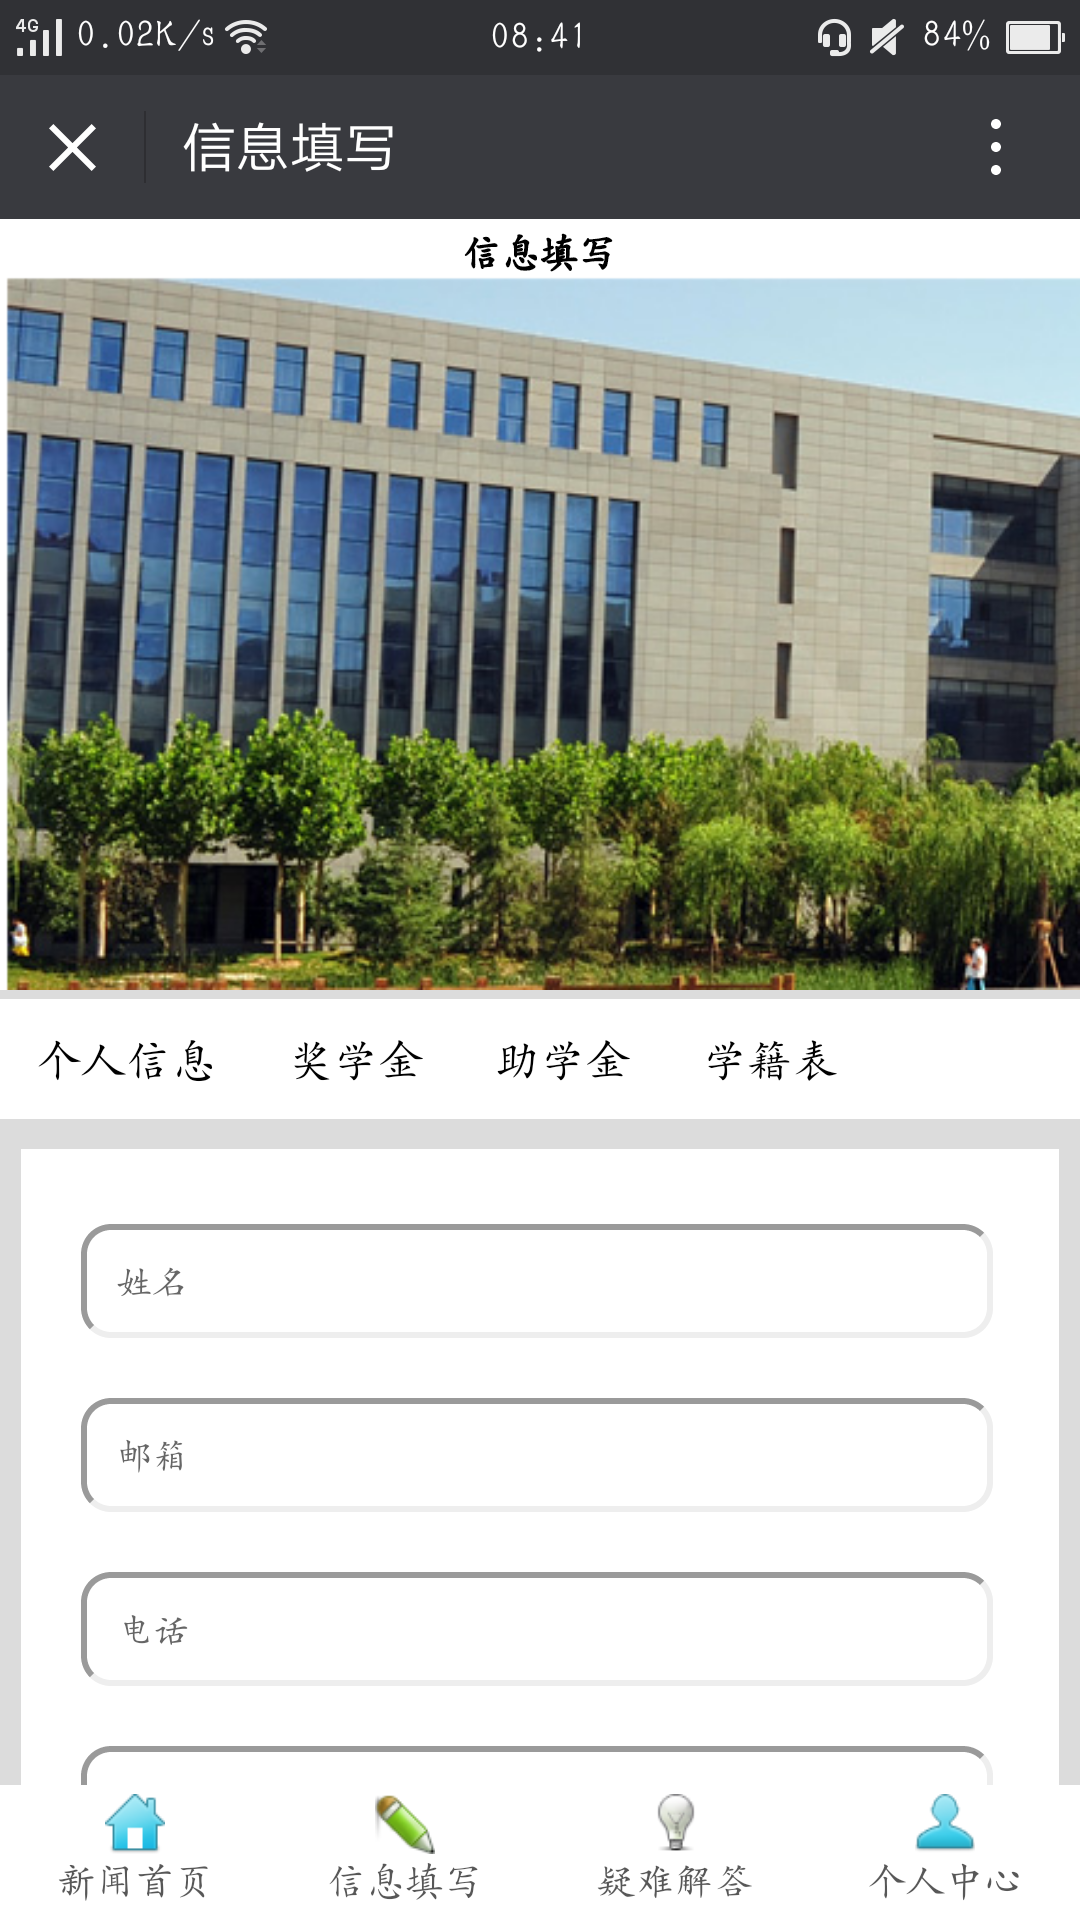 4G 0.02K/s 08:41 84%
信息填写
信息填写
个人信息 奖学金 助学金 学籍表
姓名
邮箱
电话
新闻首页 信息填写 疑难解答 个人中心